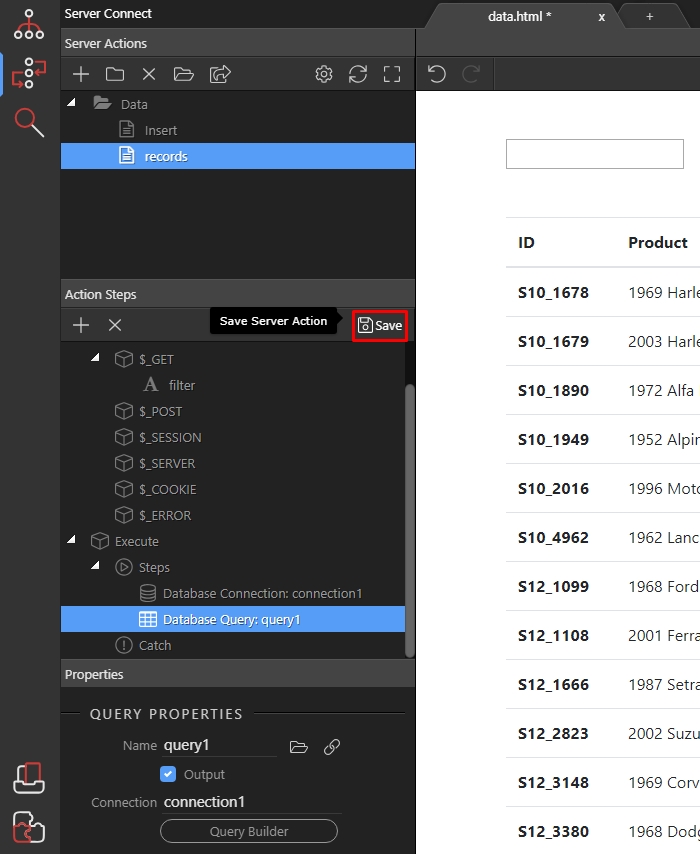 Server Connect
data.html *
x
+
Server Actions
Data
Insert
records
Action Steps
Save Server Action
Save
$_GET
A filter
$_POST
$_SESSION
$_SERVER
$_COOKIE
$_ERROR
Execute
Steps
Database Connection: connection1
Database Query: query1
Catch
Properties
QUERY PROPERTIES
Name query1
Output
Connection connection1
Query Builder
ID Product
S10_1678 1969 Harle
S10_1679 2003 Harle
S10_1890 1972 Alfa
S10_1949 1952 Alpin
S10_2016 1996 Moto
S10_4962 1962 Lanc
S12_1099 1968 Ford
S12_1108 2001 Ferra
S12_1666 1987 Setra
S12_2823 2002 Suzu
S12_3148 1969 Corv
S12_3380 1968 Dodg